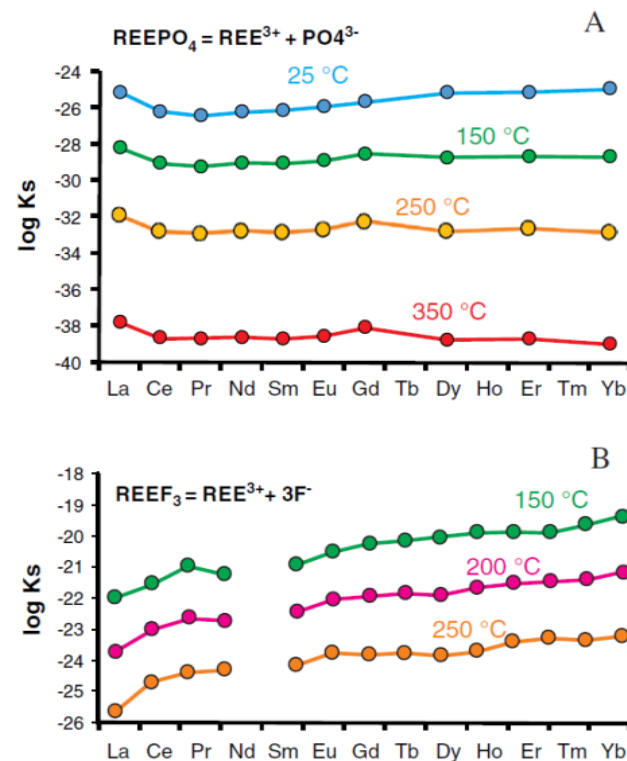 A
REEPO₄ = REE³⁺ + PO4³⁻
-24
25 °C
-26
-28
150 °C
-30
log Ks
-32
250 °C
-34
-36
350 °C
-38
-40
La Ce Pr Nd Sm Eu Gd Tb Dy Ho Er Tm Yb
B
-18
REEF₃ = REE³⁺ + 3F⁻
150 °C
-19
-20
-21
200 °C
-22
log Ks
-23
250 °C
-24
-25
-26
La Ce Pr Nd Sm Eu Gd Tb Dy Ho Er Tm Yb